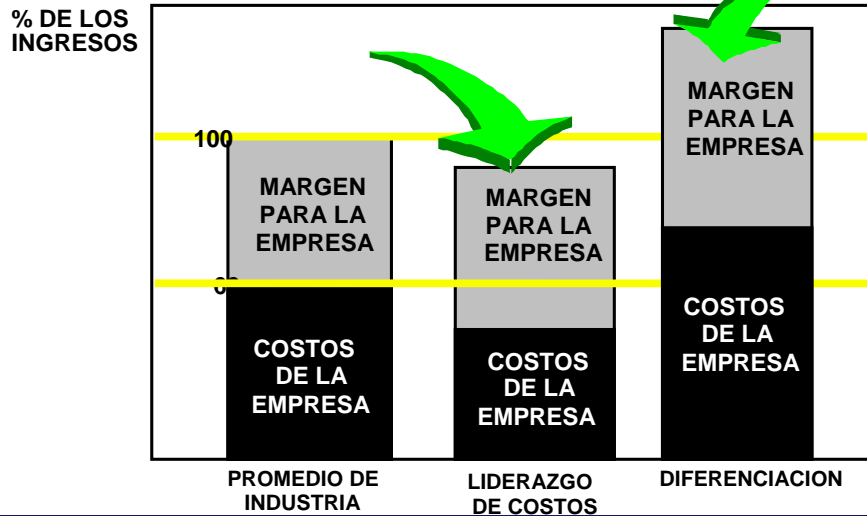 % DE LOS
INGRESOS
100
MARGEN
PARA LA
EMPRESA
COSTOS
DE LA
EMPRESA
PROMEDIO DE
INDUSTRIA
MARGEN
PARA LA
EMPRESA
COSTOS
DE LA
EMPRESA
LIDERAZGO
DE COSTOS
MARGEN
PARA LA
EMPRESA
COSTOS
DE LA
EMPRESA
DIFERENCIACION